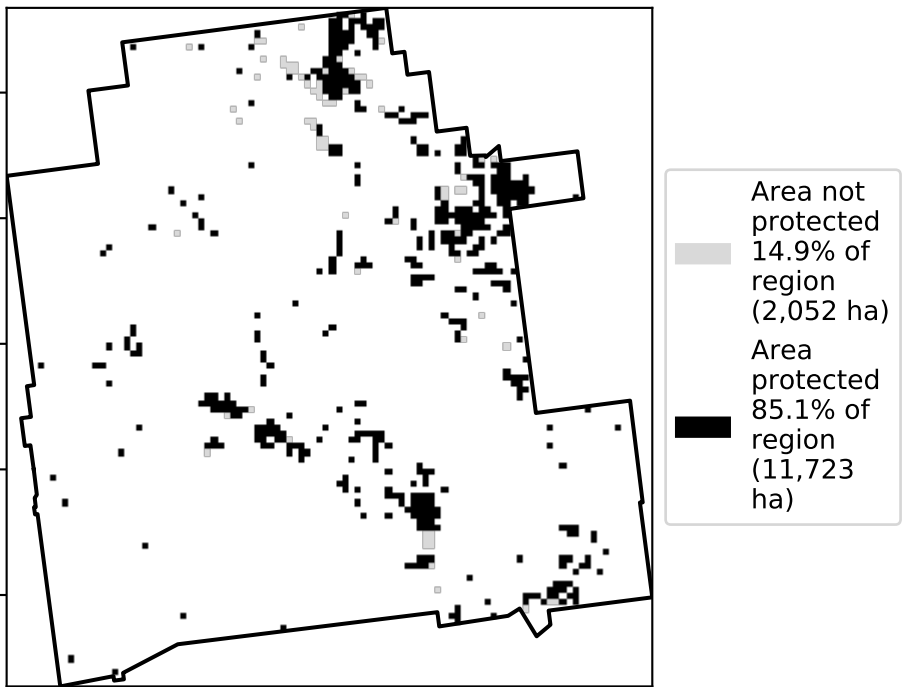 Area not
protected
14.9% of
region
(2,052 ha)
Area
protected
85.1% of
region
(11,723
ha)